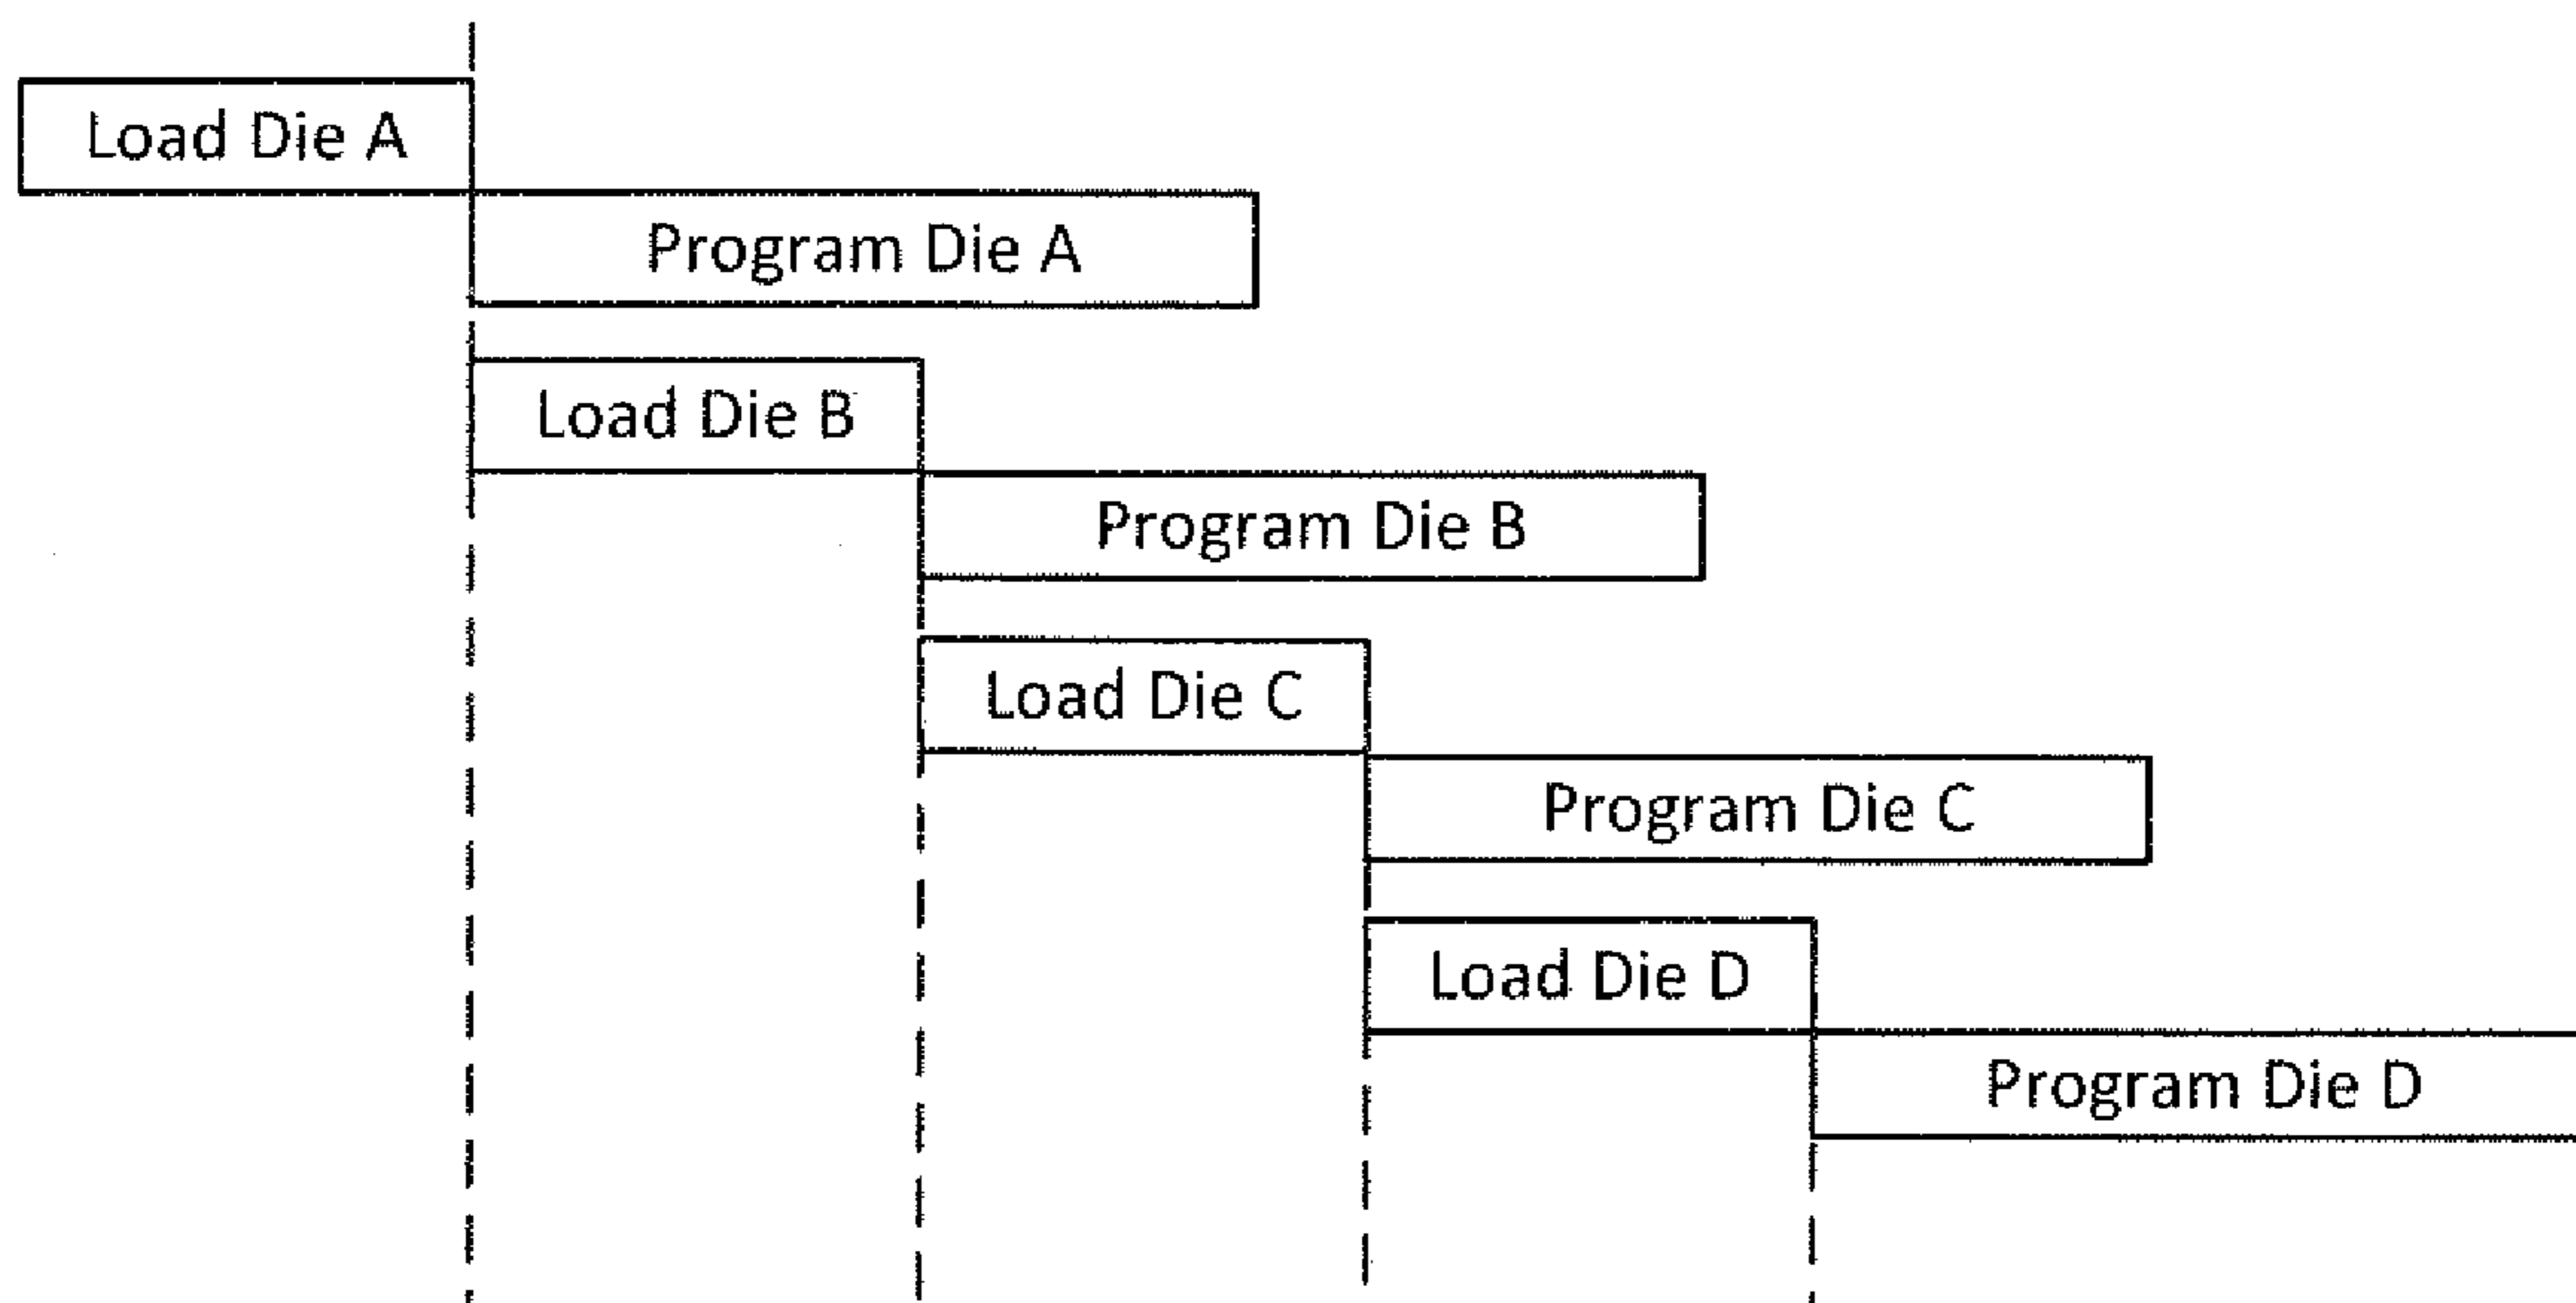 Load Die A
Program Die A
Load Die B
Program Die B
Load Die C
Program Die C
Load Die D
Program Die D